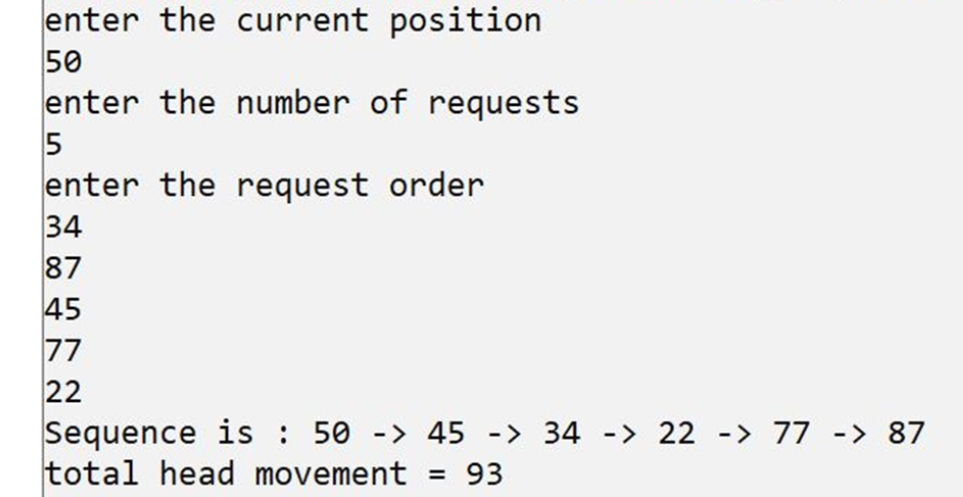 enter the current position
50
enter the number of requests
5
enter the request order
34
87
45
77
22
Sequence is : 50 -> 45 -> 34 -> 22 -> 77 -> 87
total head movement = 93